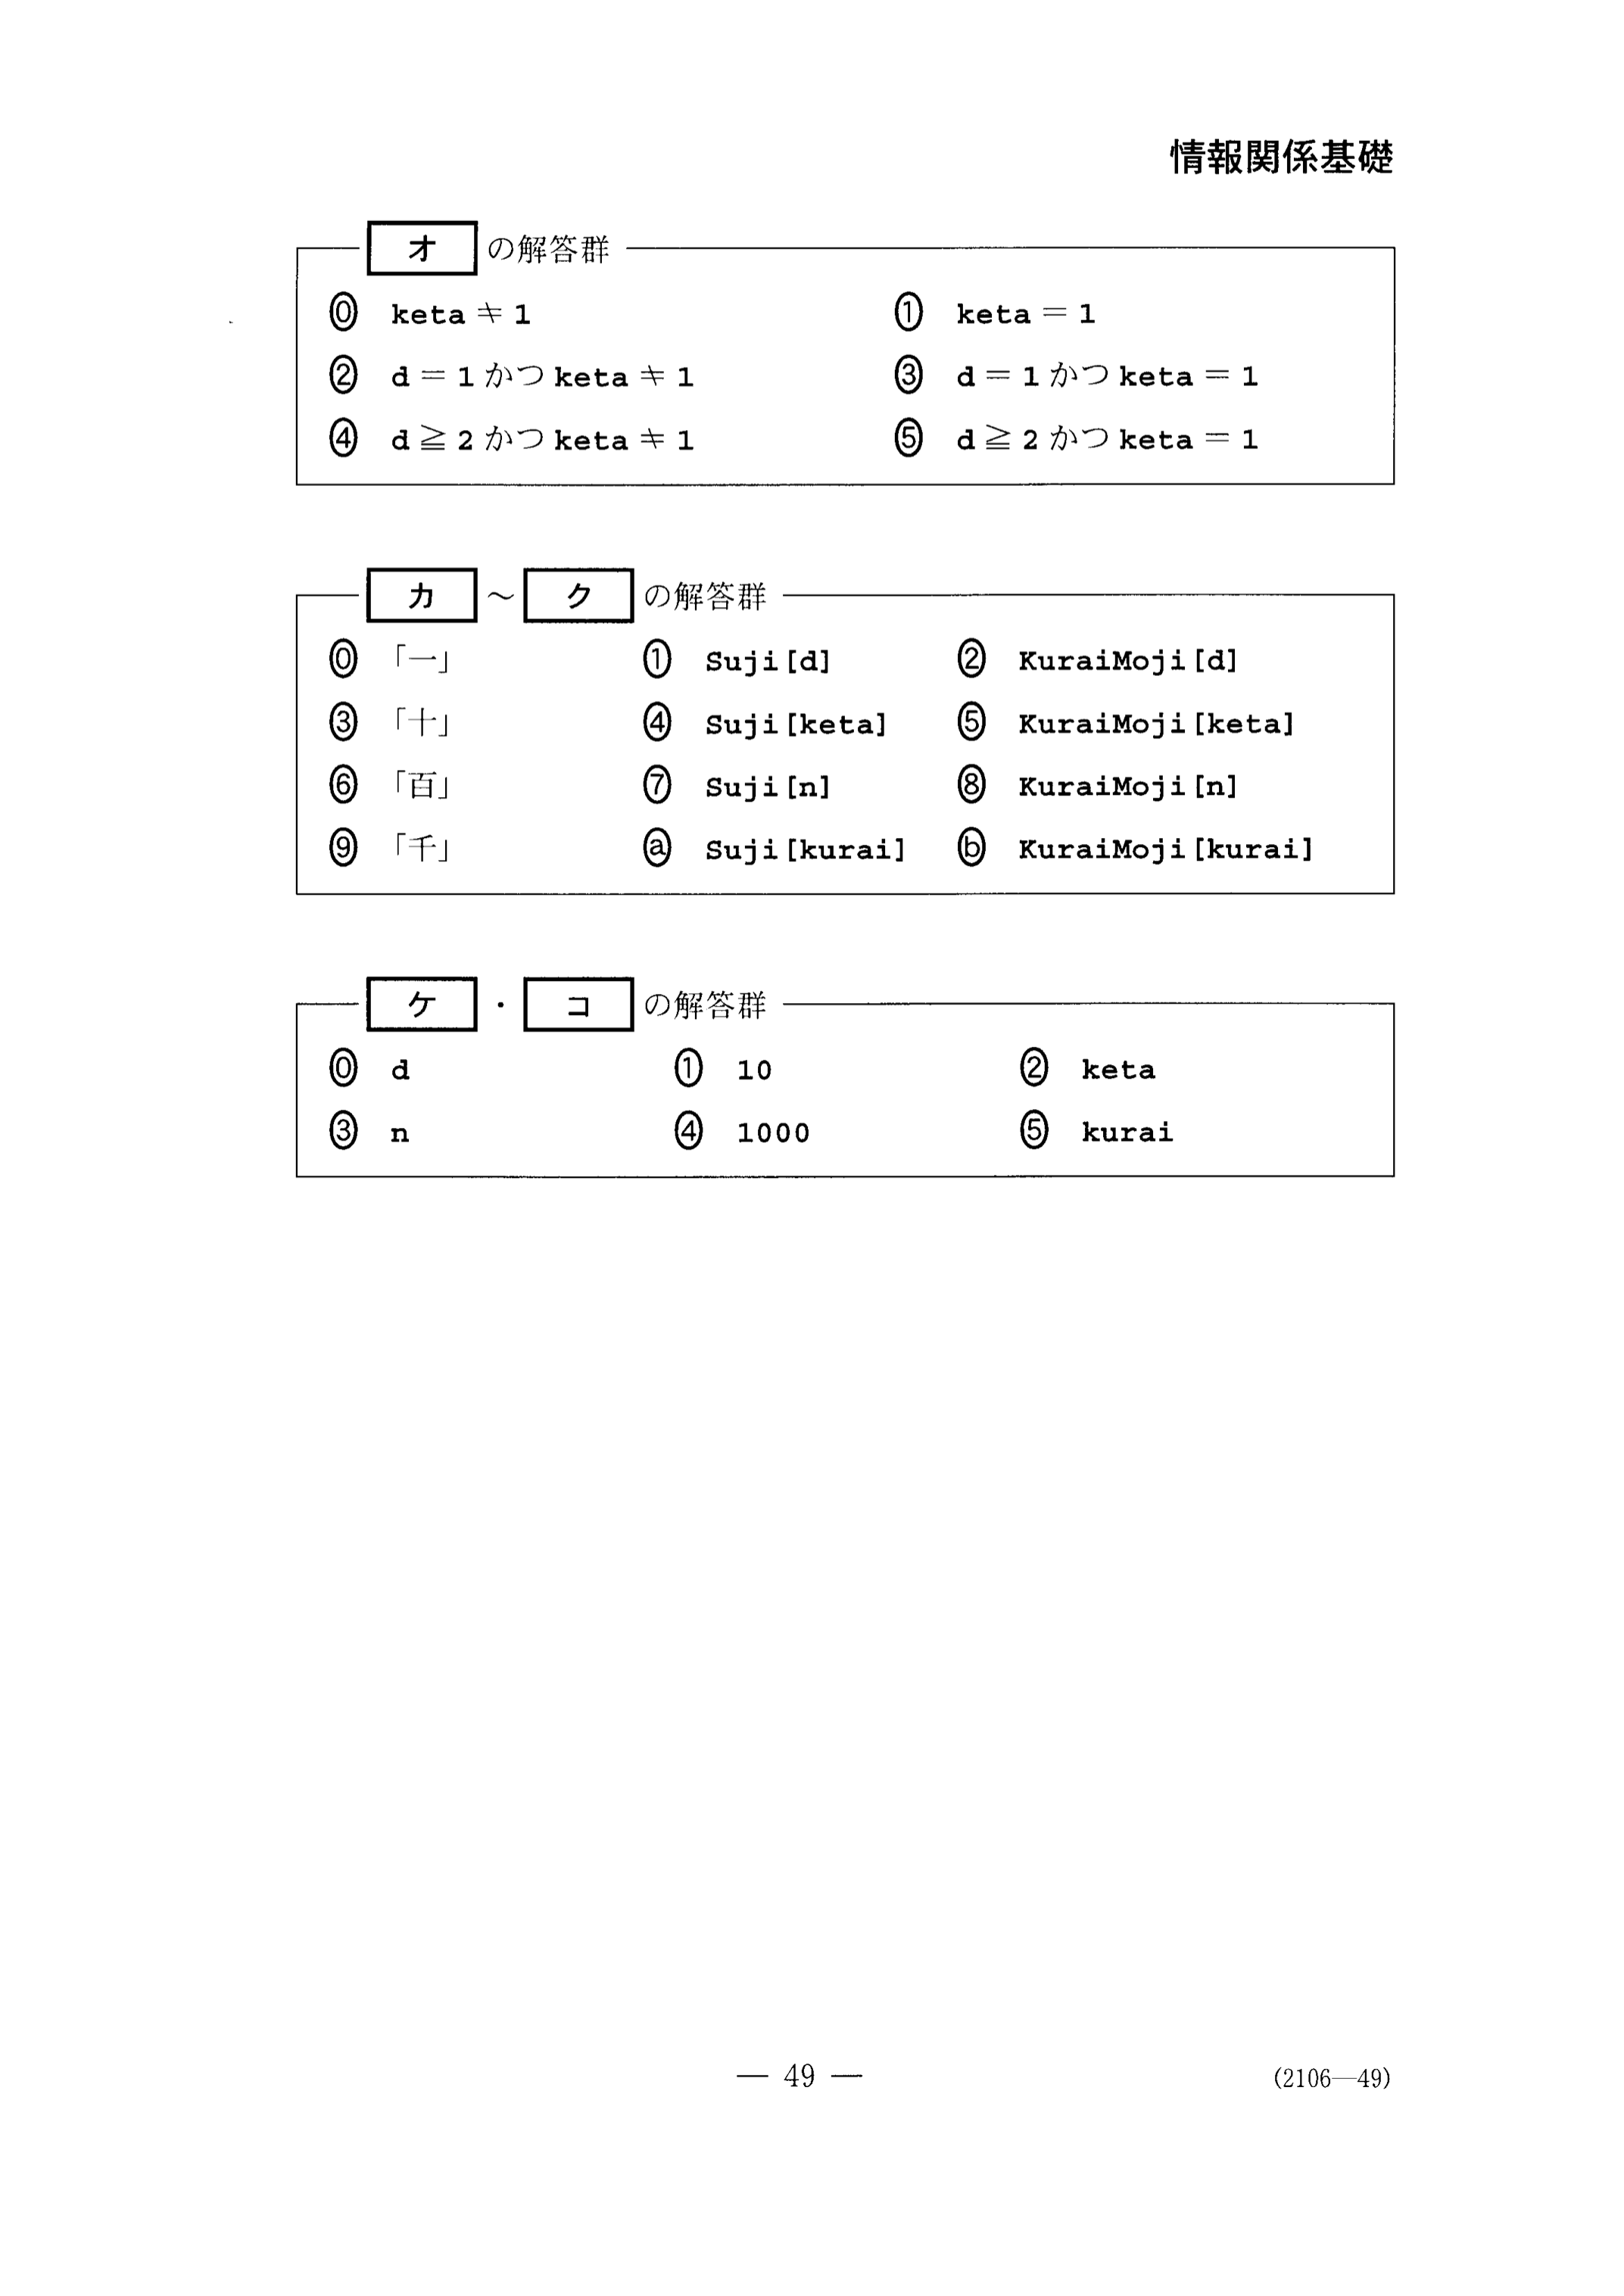 情報関係基礎
オ の解答群
⓪ keta ≠ 1 ① keta = 1
② d = 1 かつ keta ≠ 1 ③ d = 1 かつ keta = 1
④ d ≧ 2 かつ keta ≠ 1 ⑤ d ≧ 2 かつ keta = 1
カ ～ ク の解答群
⓪ 「一」 ① Suji[d] ② KuraiMoji[d]
③ 「十」 ④ Suji[keta] ⑤ KuraiMoji[keta]
⑥ 「百」 ⑦ Suji[n] ⑧ KuraiMoji[n]
⑨ 「千」 ⓐ Suji[kurai] ⓑ KuraiMoji[kurai]
ケ ・ コ の解答群
⓪ d ① 10 ② keta
③ n ④ 1000 ⑤ kurai
— 49 —
(2106—49)